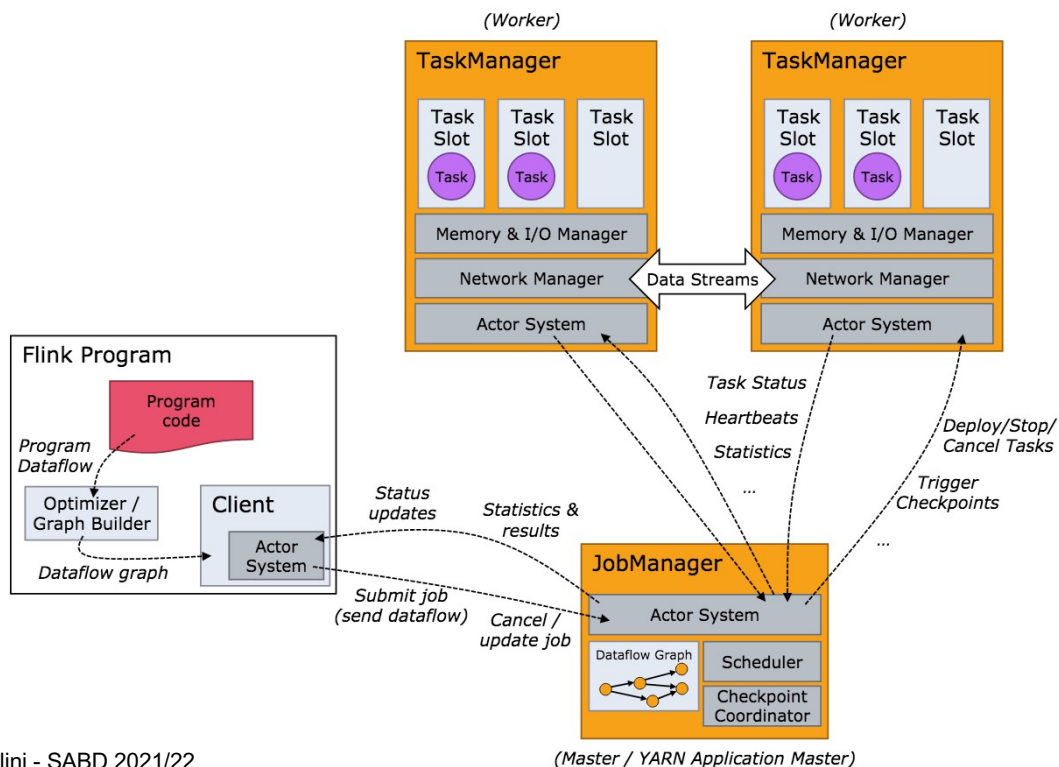 (Worker)
(Worker)
TaskManager
TaskManager
Task
Slot
Task
Task
Slot
Task
Task
Slot
Task
Slot
Task
Task
Slot
Task
Task
Slot
Memory & I/O Manager
Memory & I/O Manager
Network Manager
Data Streams
Network Manager
Actor System
Actor System
Flink Program
Program
code
Program
Dataflow
Optimizer /
Graph Builder
Dataflow graph
Client
Actor
System
Status
updates
Statistics &
results
Submit job
(send dataflow)
Cancel /
update job
Task Status
Heartbeats
Statistics
...
Deploy/Stop/
Cancel Tasks
Trigger
Checkpoints
...
JobManager
Actor System
Dataflow Graph
Scheduler
Checkpoint
Coordinator
(Master / YARN Application Master)
lini - SABD 2021/22